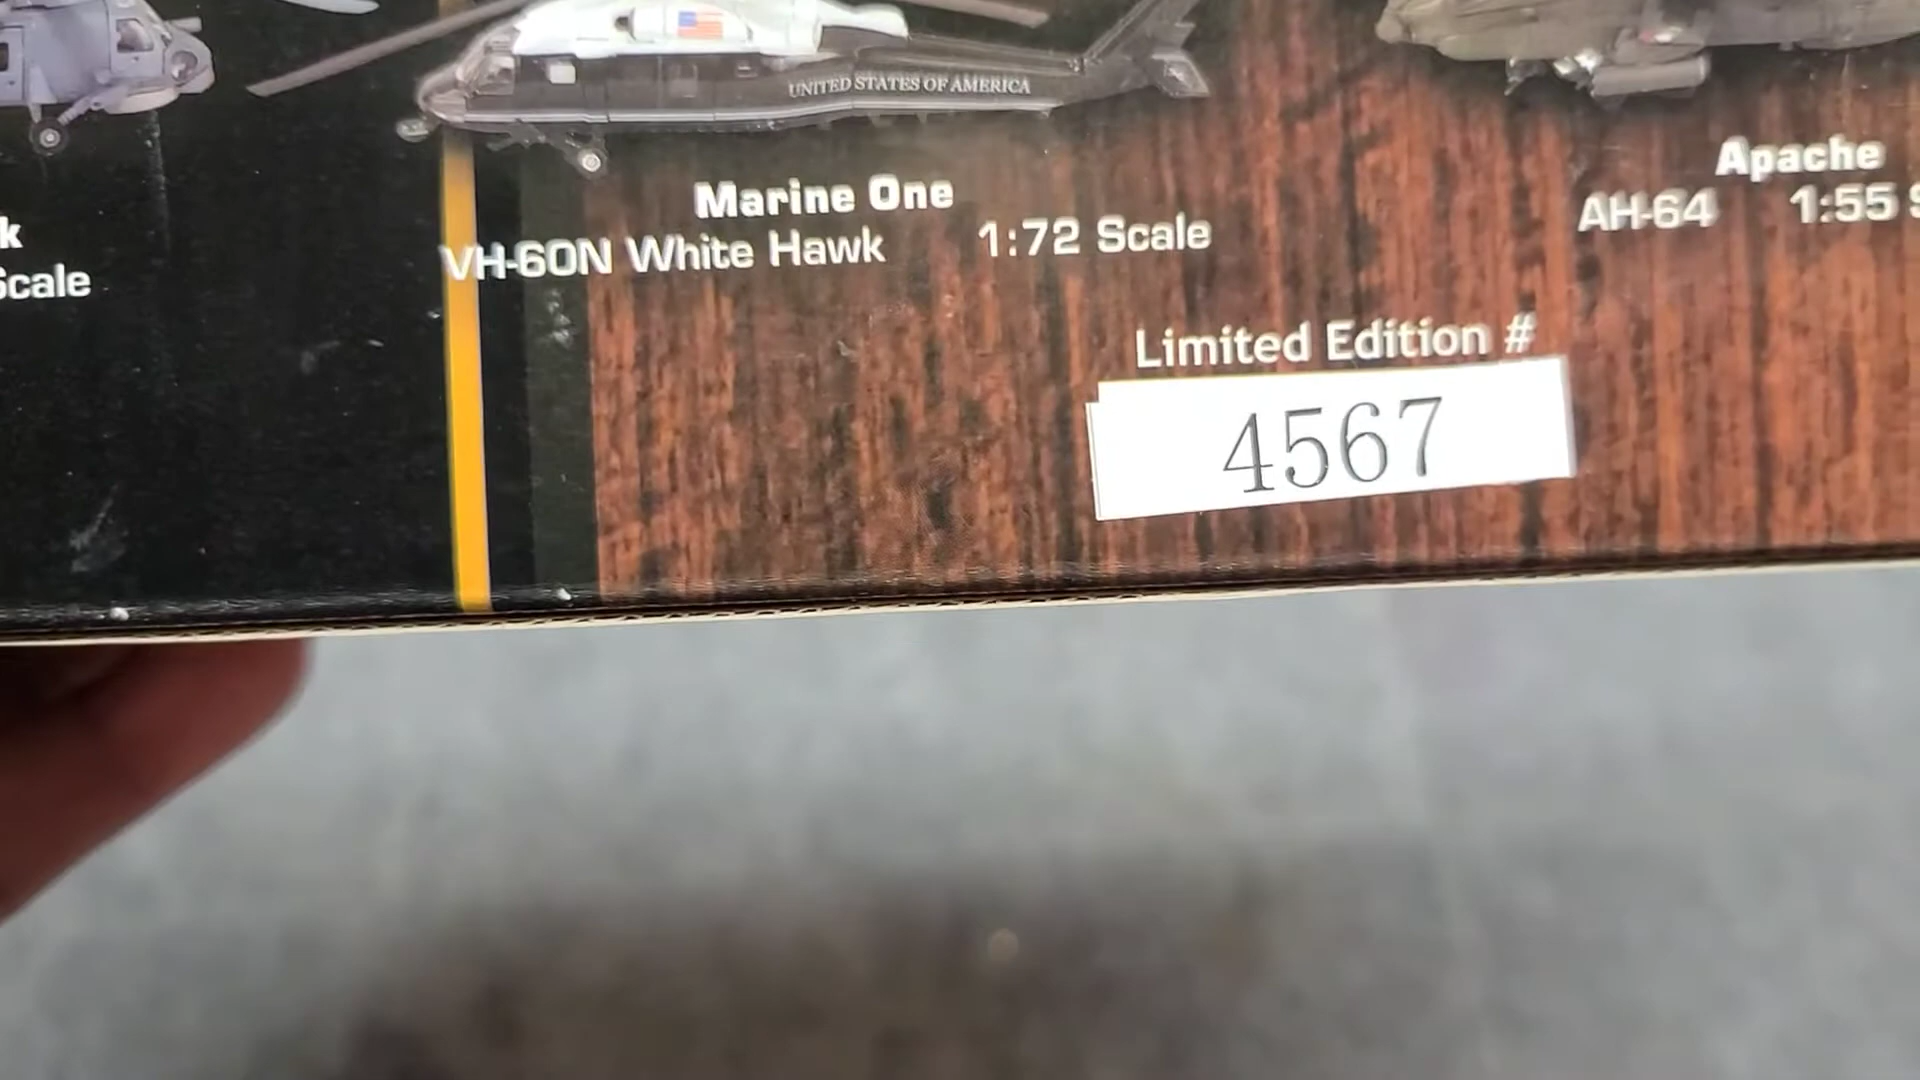 UNITED STATES OF AMERICA
Marine One
VH-60N White Hawk 1:72 Scale
Apache
AH-64 1:55 S
k
Scale
Limited Edition #
4567